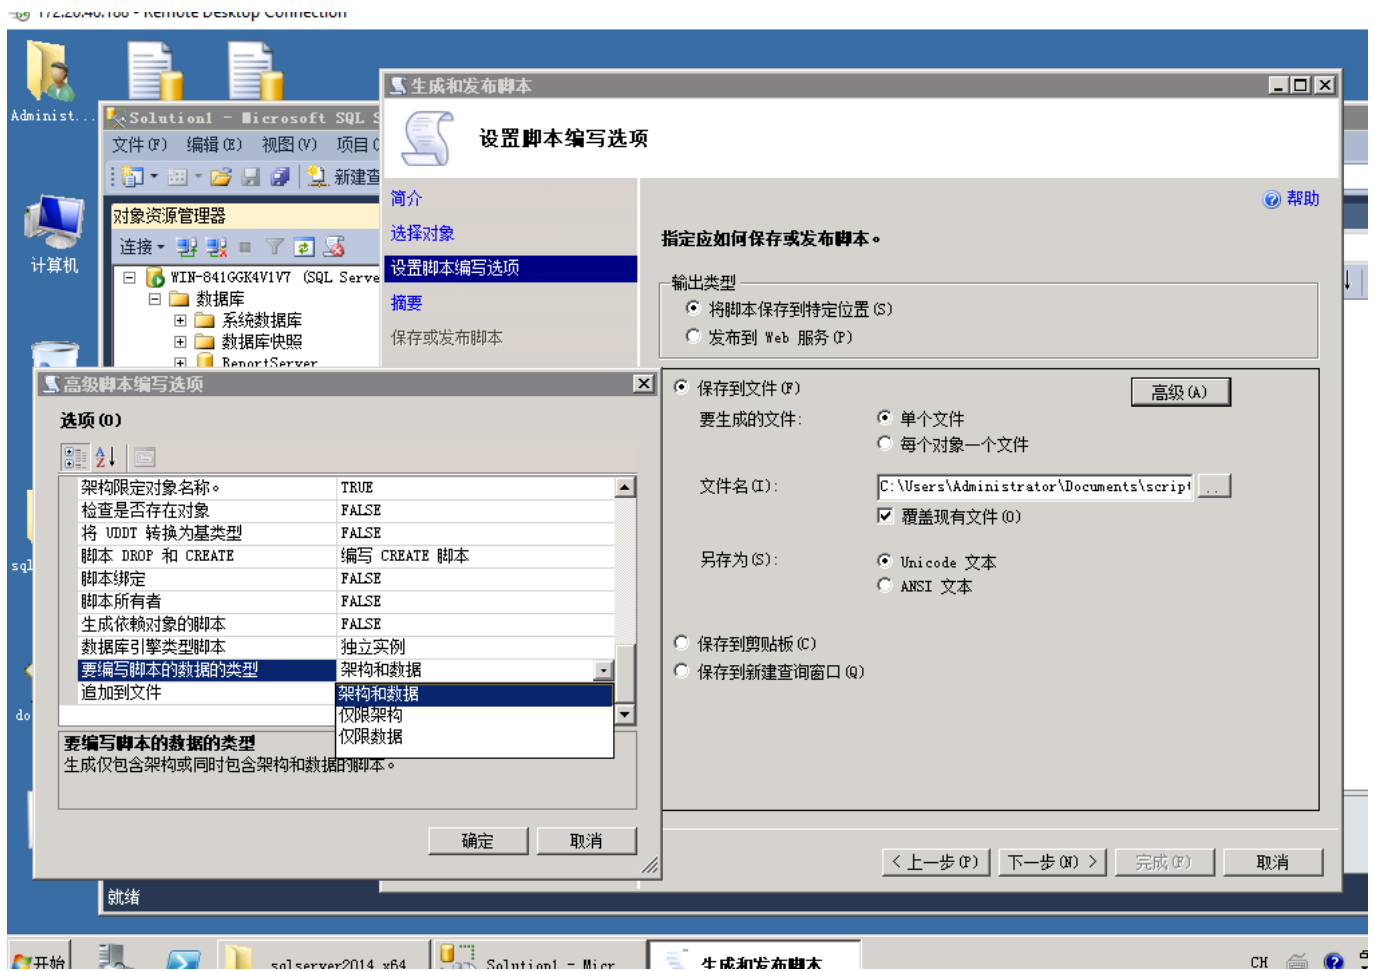 172.20.40.188 - Remote Desktop Connection
Administ...
计算机
Solution1 - Microsoft SQL S
文件(F) 编辑(E) 视图(V) 项目(
新建查
对象资源管理器
连接
WIN-841GGK4V1V7 (SQL Serve
数据库
系统数据库
数据库快照
ReportServer
生成和发布脚本
设置脚本编写选项
简介
选择对象
设置脚本编写选项
摘要
保存或发布脚本
帮助
指定应如何保存或发布脚本。
输出类型
将脚本保存到特定位置(S)
发布到 Web 服务(P)
保存到文件(F)
高级(A)
要生成的文件:
单个文件
每个对象一个文件
文件名(I):
C:\Users\Administrator\Documents\script
..
覆盖现有文件(O)
另存为(S):
Unicode 文本
ANSI 文本
保存到剪贴板(C)
保存到新建查询窗口(Q)
< 上一步(P)
下一步(N) >
完成(F)
取消
高级脚本编写选项
选项(O)
架构限定对象名称。 TRUE
检查是否存在对象 FALSE
将 UDDT 转换为基类型 FALSE
脚本 DROP 和 CREATE 编写 CREATE 脚本
脚本绑定 FALSE
脚本所有者 FALSE
生成依赖对象的脚本 FALSE
数据库引擎类型脚本 独立实例
要编写脚本的数据的类型 架构和数据
追加到文件
架构和数据
仅限架构
仅限数据
要编写脚本的数据的类型
生成仅包含架构或同时包含架构和数据的脚本。
确定
取消
sql
do
就绪
开始
sqlserver2014_x64
Solution1 - Micr
生成和发布脚本
CH